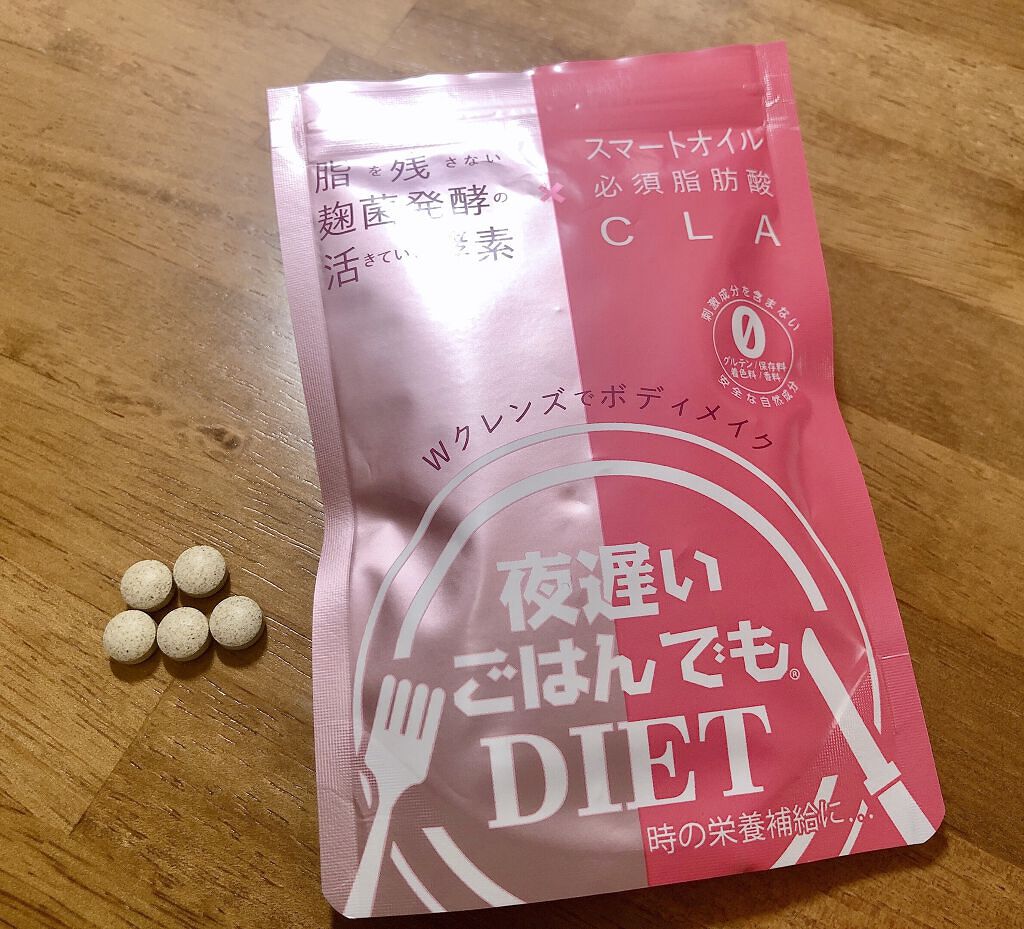 脂を残さない
麹菌発酵の
活きてい 酵素
×
スマートオイル
必須脂肪酸
CLA
刺激成分を含まない
0
グルテン/保存料
着色料/香料
安全な自然成分
Wクレンズでボディメイク
夜遅い
ごはんでも®
DIET
時の栄養補給に...